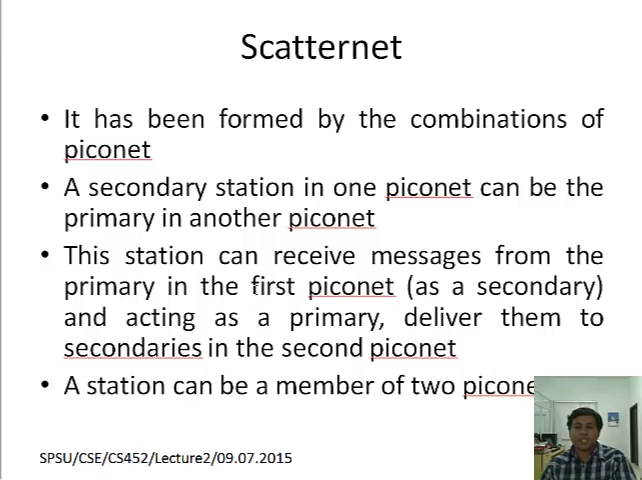 Scatternet
• It has been formed by the combinations of
piconet
• A secondary station in one piconet can be the
primary in another piconet
• This station can receive messages from the
primary in the first piconet (as a secondary)
and acting as a primary, deliver them to
secondaries in the second piconet
• A station can be a member of two
SPSU/CSE/CS452/Lecture2/09.07.2015